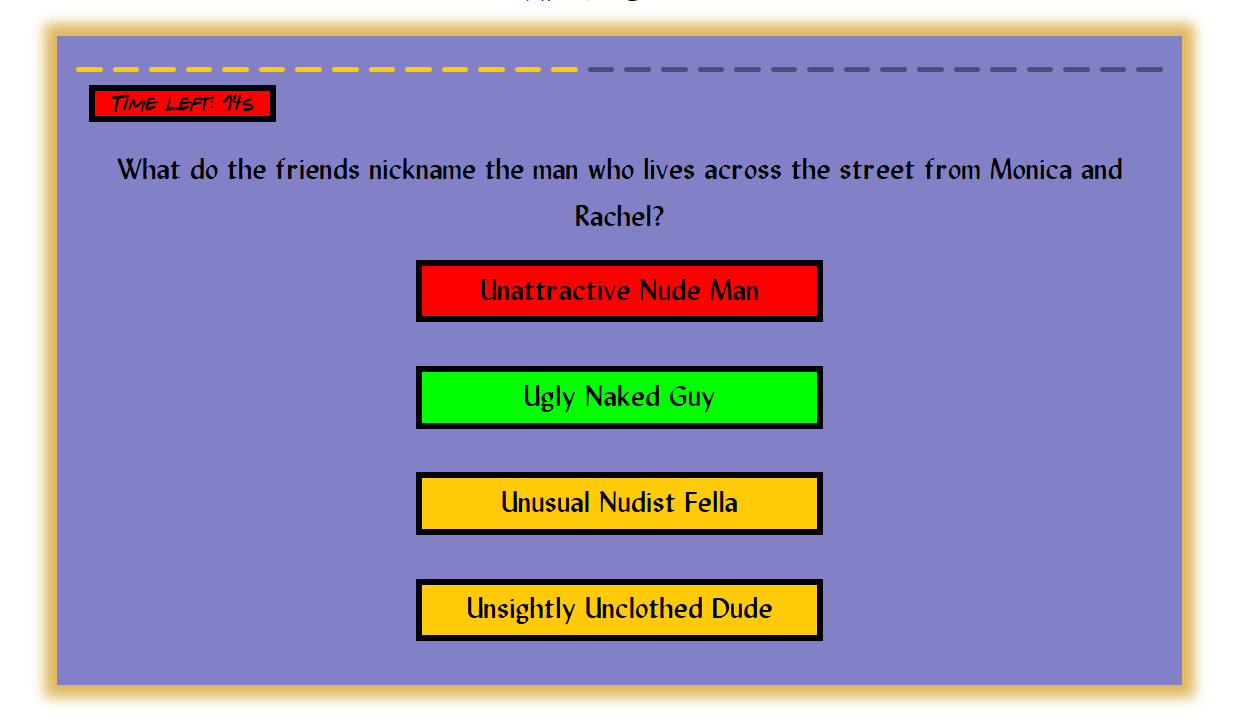 Time Left: 14s
What do the friends nickname the man who lives across the street from Monica and
Rachel?
Unattractive Nude Man
Ugly Naked Guy
Unusual Nudist Fella
Unsightly Unclothed Dude